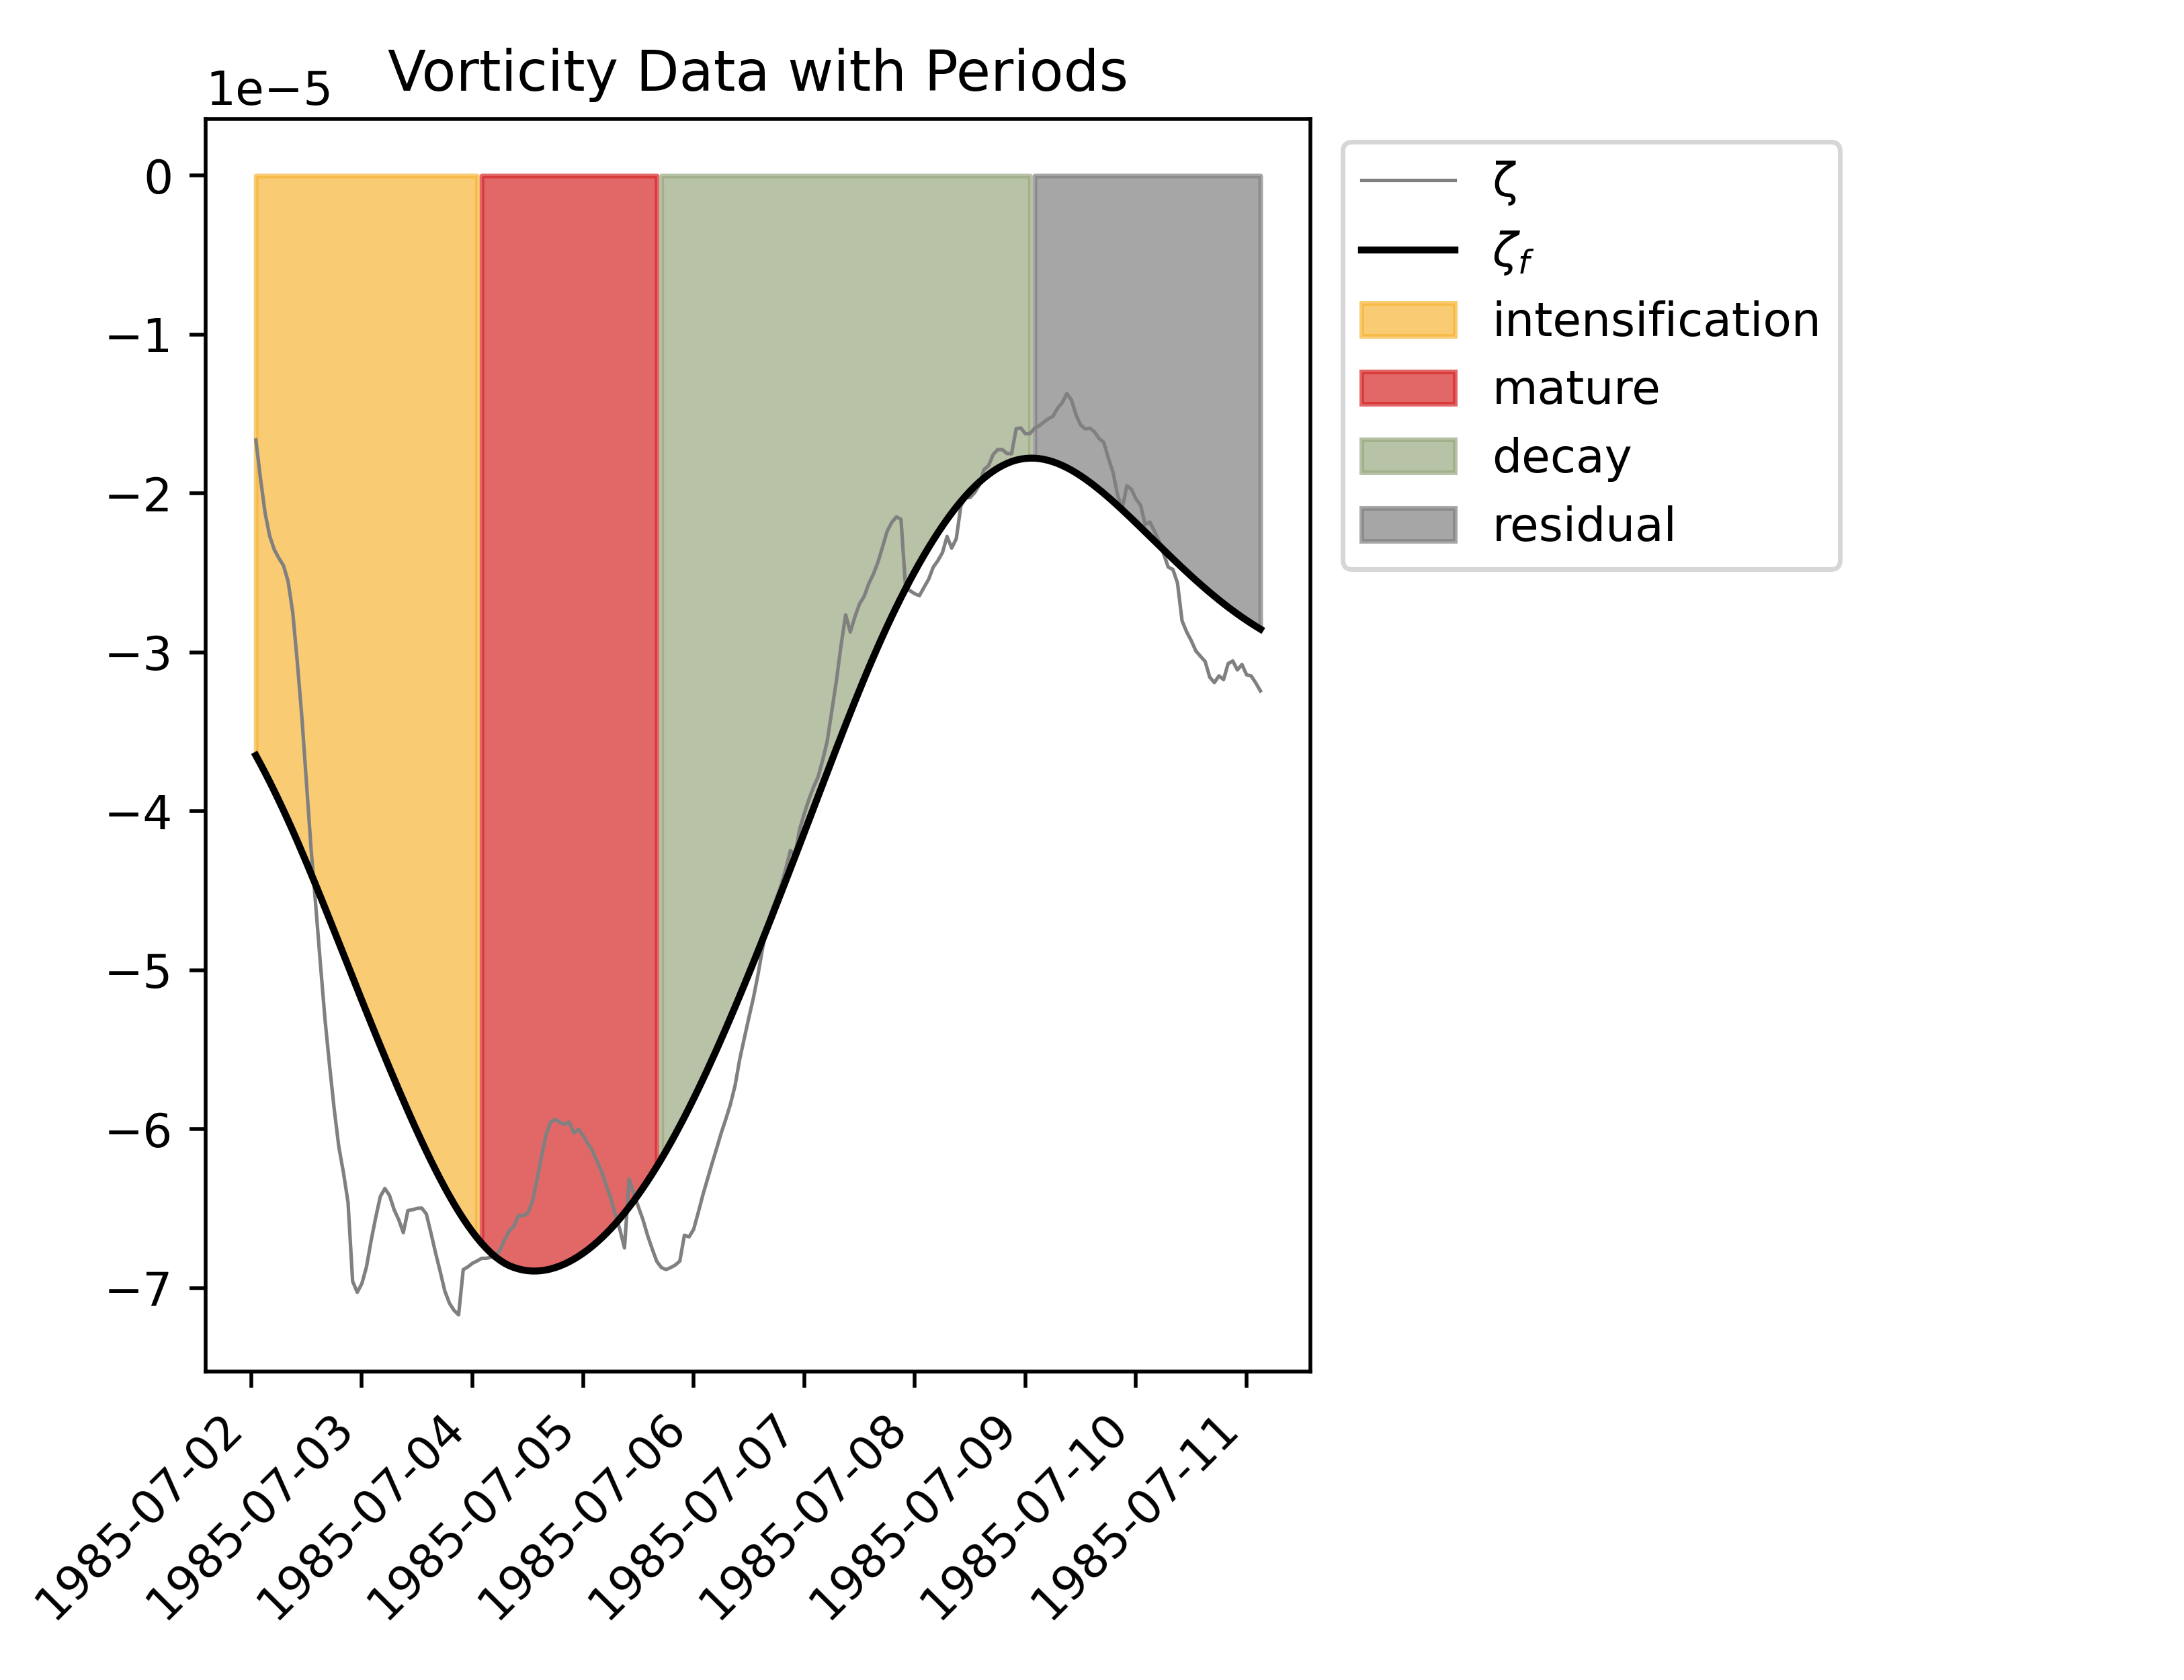 Vorticity Data with Periods
1e−5
0
−1
−2
−3
−4
−5
−6
−7
1985-07-02
1985-07-03
1985-07-04
1985-07-05
1985-07-06
1985-07-07
1985-07-08
1985-07-09
1985-07-10
1985-07-11
ζ
ζf
intensification
mature
decay
residual